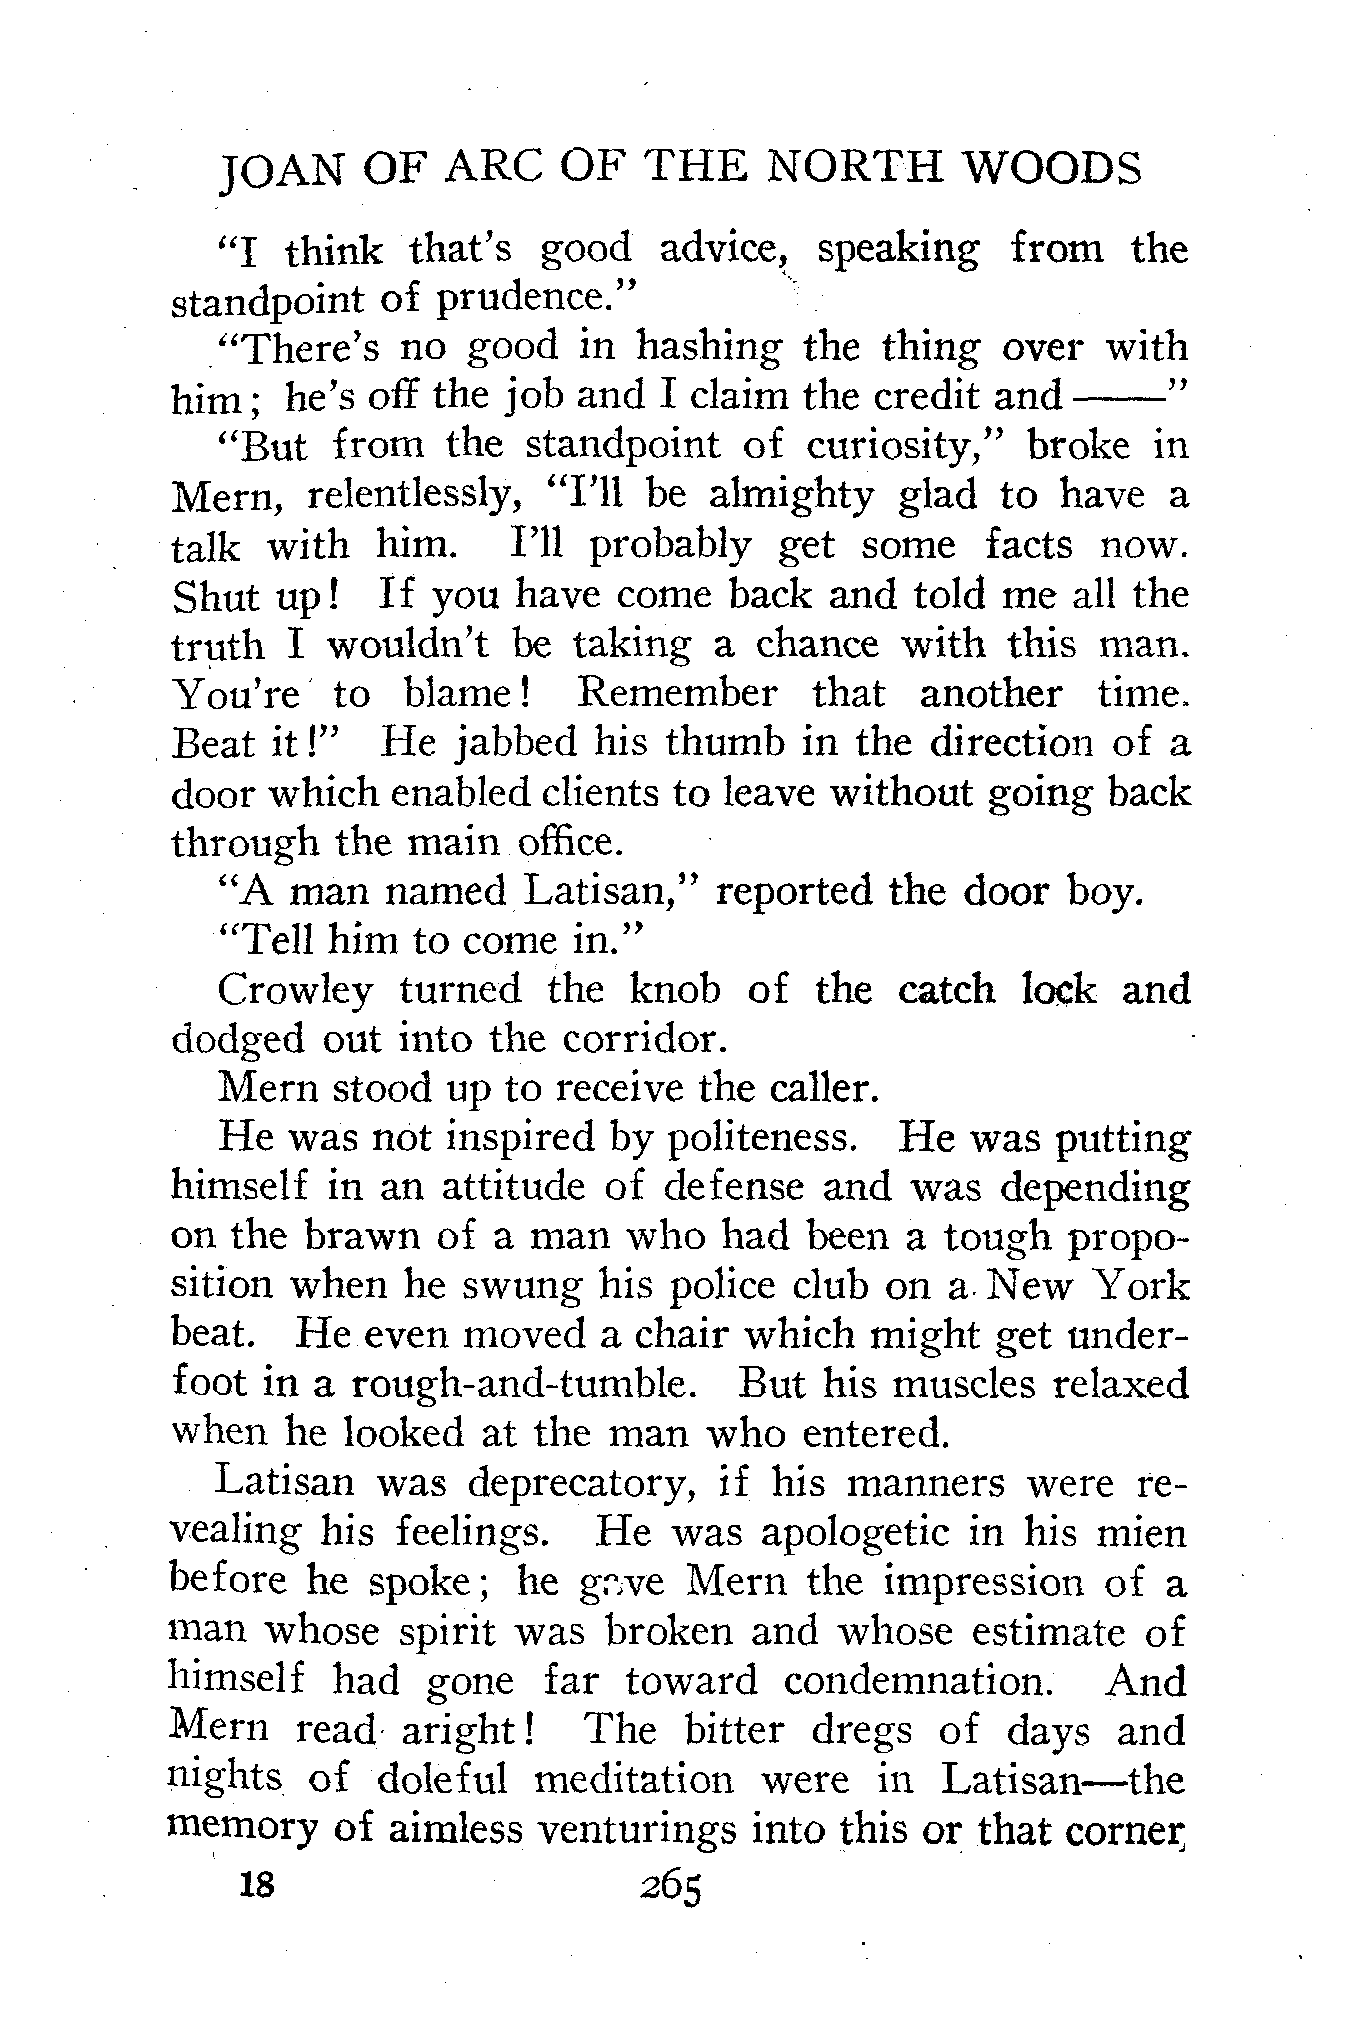 JOAN OF ARC OF THE NORTH WOODS
“I think that’s good advice, speaking from the
standpoint of prudence.”
“There’s no good in hashing the thing over with
him; he’s off the job and I claim the credit and——”
“But from the standpoint of curiosity,” broke in
Mern, relentlessly, “I’ll be almighty glad to have a
talk with him. I’ll probably get some facts now.
Shut up! If you have come back and told me all the
truth I wouldn’t be taking a chance with this man.
You’re to blame! Remember that another time.
Beat it!” He jabbed his thumb in the direction of a
door which enabled clients to leave without going back
through the main office.
“A man named Latisan,” reported the door boy.
“Tell him to come in.”
Crowley turned the knob of the catch lock and
dodged out into the corridor.
Mern stood up to receive the caller.
He was not inspired by politeness. He was putting
himself in an attitude of defense and was depending
on the brawn of a man who had been a tough propo-
sition when he swung his police club on a New York
beat. He even moved a chair which might get under-
foot in a rough-and-tumble. But his muscles relaxed
when he looked at the man who entered.
Latisan was deprecatory, if his manners were re-
vealing his feelings. He was apologetic in his mien
before he spoke; he gave Mern the impression of a
man whose spirit was broken and whose estimate of
himself had gone far toward condemnation. And
Mern read aright! The bitter dregs of days and
nights of doleful meditation were in Latisan—the
memory of aimless venturings into this or that corner,
18 265